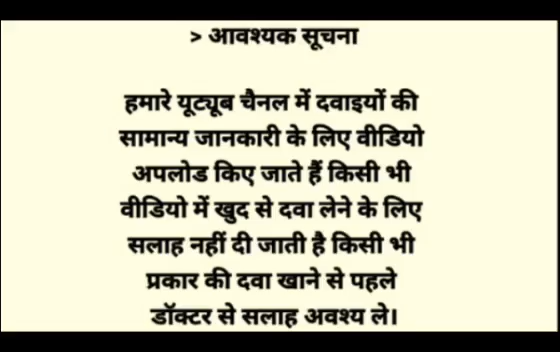 > आवश्यक सूचना
हमारे यूट्यूब चैनल में दवाइयों की
सामान्य जानकारी के लिए वीडियो
अपलोड किए जाते हैं किसी भी
वीडियो में खुद से दवा लेने के लिए
सलाह नहीं दी जाती है किसी भी
प्रकार की दवा खाने से पहले
डॉक्टर से सलाह अवश्य ले।